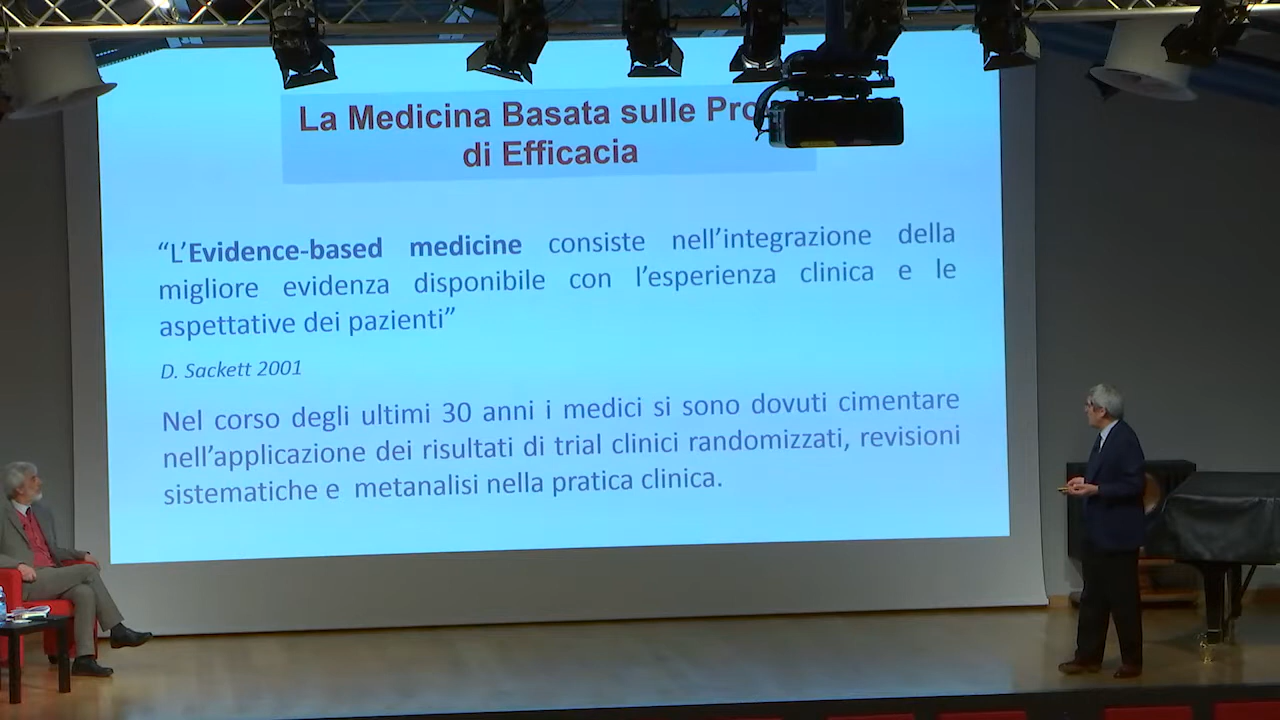 La Medicina Basata sulle
di Efficacia
“L’Evidence-based medicine consiste nell’integrazione della
migliore evidenza disponibile con l’esperienza clinica e le
aspettative dei pazienti”
D. Sackett 2001
Nel corso degli ultimi 30 anni i medici si sono dovuti cimentare
nell’applicazione dei risultati di trial clinici randomizzati, revisioni
sistematiche e metanalisi nella pratica clinica.